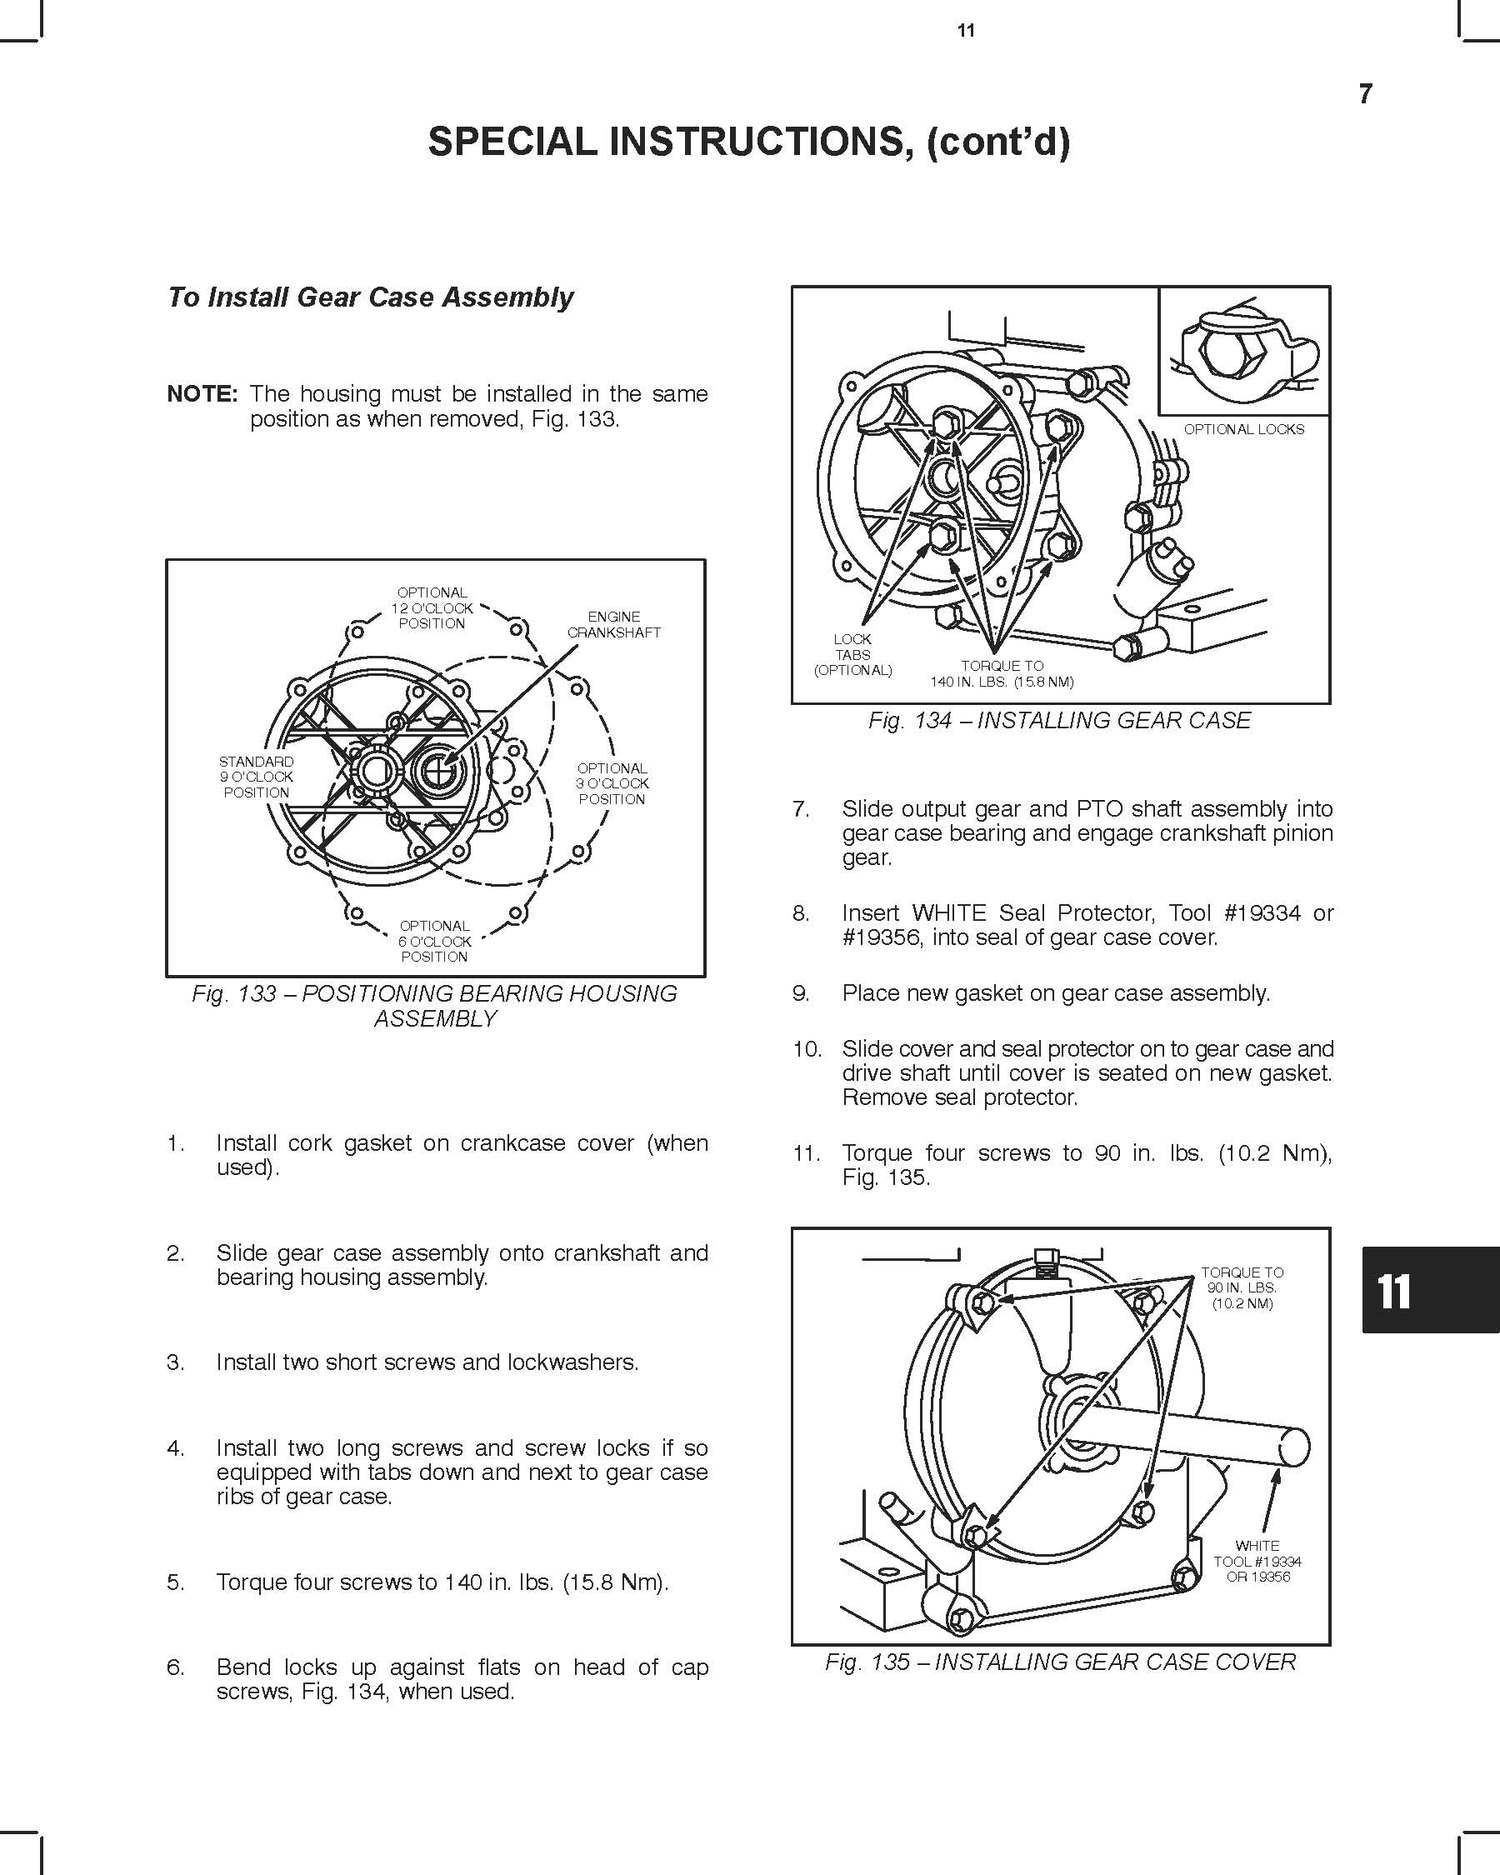 11
7
SPECIAL INSTRUCTIONS, (cont’d)
To Install Gear Case Assembly
NOTE: The housing must be installed in the same
position as when removed, Fig. 133.
OPTIONAL
12 O'CLOCK
POSITION
ENGINE
CRANKSHAFT
STANDARD
9 O'CLOCK
POSITION
OPTIONAL
3 O'CLOCK
POSITION
OPTIONAL
6 O'CLOCK
POSITION
Fig. 133 – POSITIONING BEARING HOUSING
ASSEMBLY
1. Install cork gasket on crankcase cover (when
used).
2. Slide gear case assembly onto crankshaft and
bearing housing assembly.
3. Install two short screws and lockwashers.
4. Install two long screws and screw locks if so
equipped with tabs down and next to gear case
ribs of gear case.
5. Torque four screws to 140 in. lbs. (15.8 Nm).
6. Bend locks up against flats on head of cap
screws, Fig. 134, when used.
OPTIONAL LOCKS
LOCK
TABS
(OPTIONAL)
TORQUE TO
140 IN. LBS. (15.8 NM)
Fig. 134 – INSTALLING GEAR CASE
7. Slide output gear and PTO shaft assembly into
gear case bearing and engage crankshaft pinion
gear.
8. Insert WHITE Seal Protector, Tool #19334 or
#19356, into seal of gear case cover.
9. Place new gasket on gear case assembly.
10. Slide cover and seal protector on to gear case and
drive shaft until cover is seated on new gasket.
Remove seal protector.
11. Torque four screws to 90 in. lbs. (10.2 Nm),
Fig. 135.
TORQUE TO
90 IN. LBS.
(10.2 NM)
WHITE
TOOL #19334
OR 19356
Fig. 135 – INSTALLING GEAR CASE COVER
11